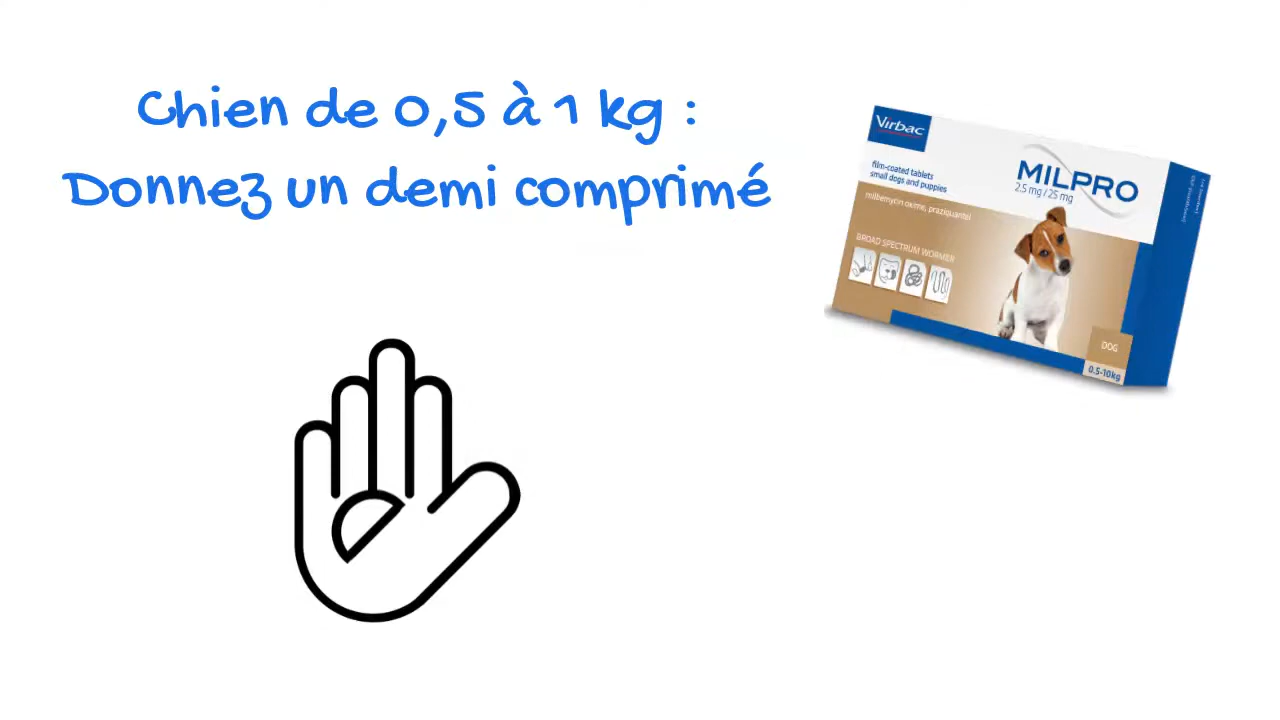 Chien de 0,5 à 1 kg :
Donnez un demi comprimé
Virbac
film-coated tablets
small dogs and puppies
MILPRO
2.5 mg / 25 mg
milbemycin oxime, praziquantel
BROAD SPECTRUM WORMER
DOG
0.5-10kg